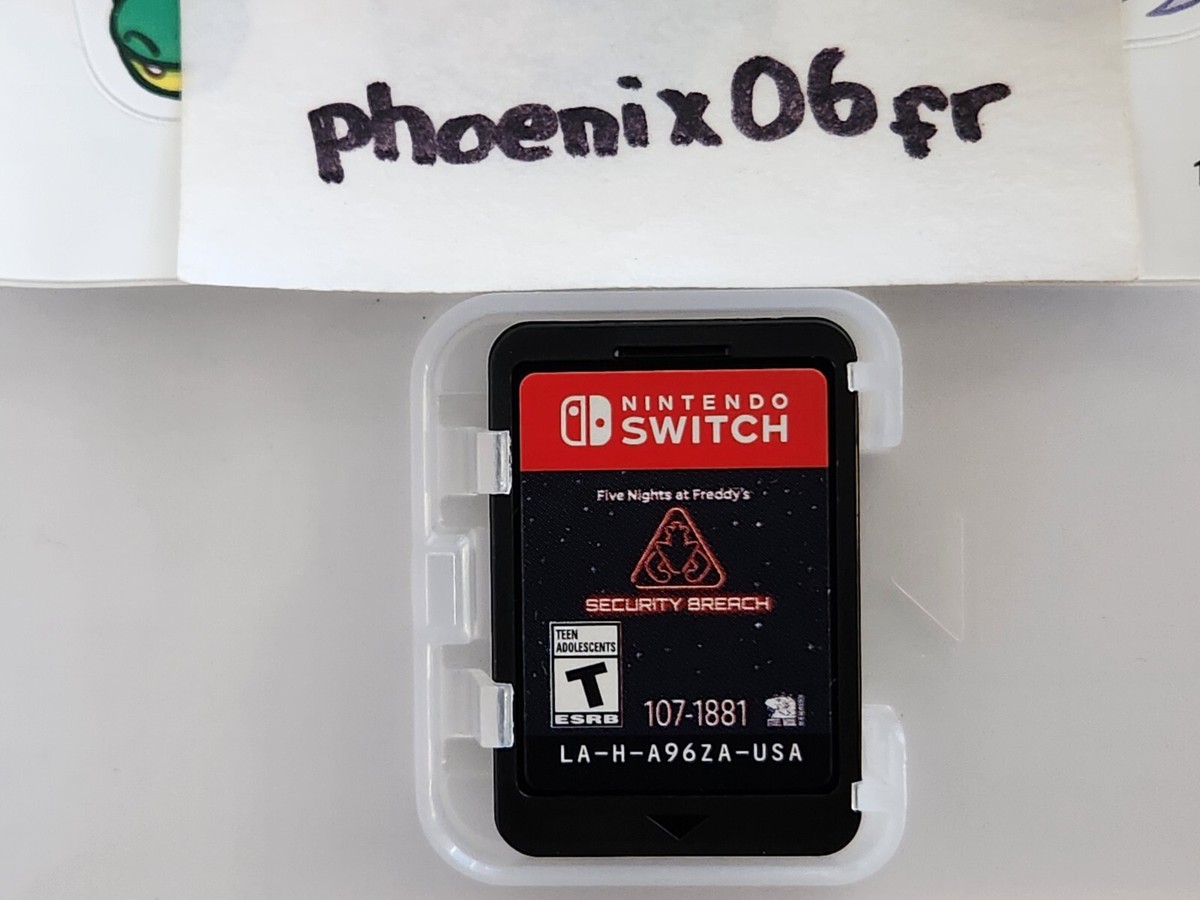 phoenix06fr
NINTENDO
SWITCH
Five Nights at Freddy's
SECURITY BREACH
TEEN
ADOLESCENTS
T
ESRB
107-1881
LA-H-A96ZA-USA